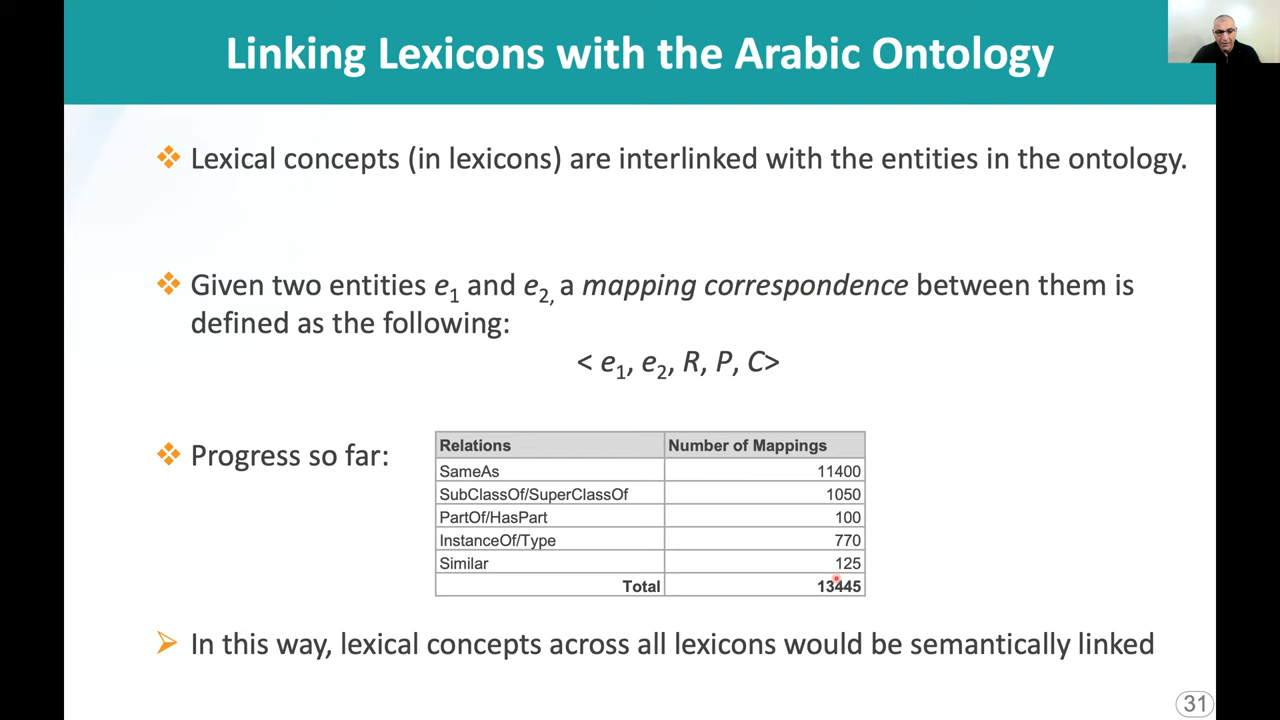 Linking Lexicons with the Arabic Ontology
❖ Lexical concepts (in lexicons) are interlinked with the entities in the ontology.
❖ Given two entities e1 and e2, a mapping correspondence between them is
defined as the following:
< e1, e2, R, P, C>
❖ Progress so far:
Relations Number of Mappings
SameAs 11400
SubClassOf/SuperClassOf 1050
PartOf/HasPart 100
InstanceOf/Type 770
Similar 125
Total 13445
➢ In this way, lexical concepts across all lexicons would be semantically linked
31